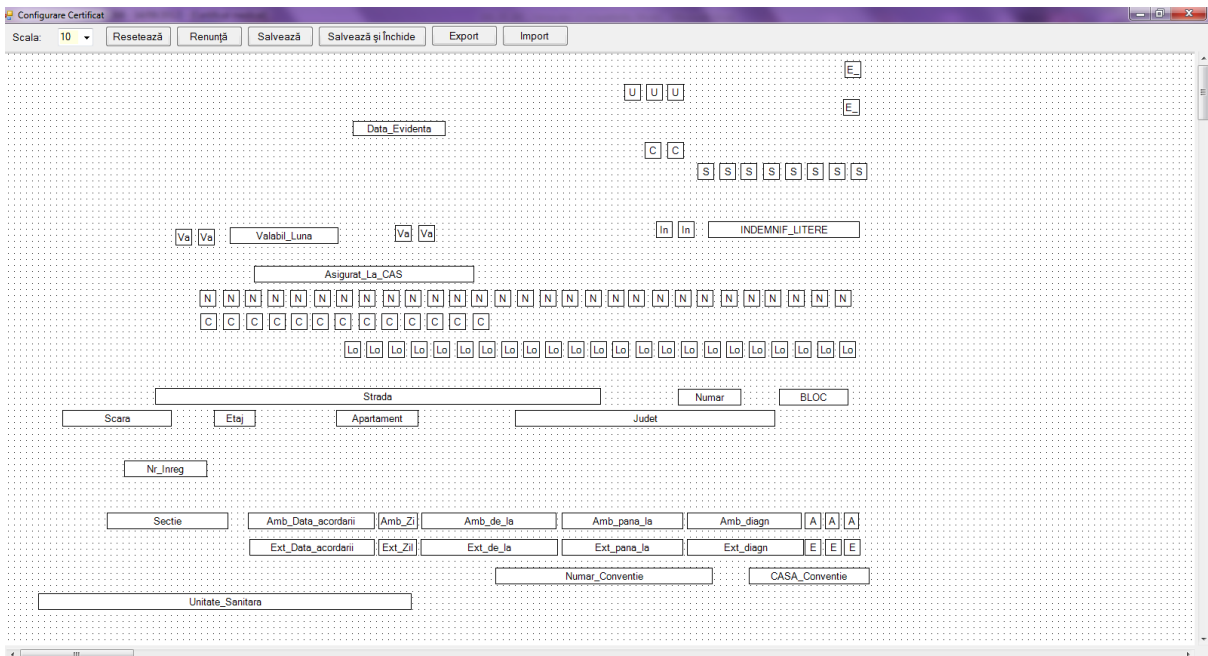 Configurare Certificat
Scala: 10 Resetează Renunţă Salvează Salvează şi Închide Export Import
E_
U U U
E_
Data_Evidenta
C C
S S S S S S S S
In In INDEMNIF_LITERE
Va Va Valabil_Luna Va Va
Asigurat_La_CAS
N N N N N N N N N N N N N N N N N N N N N N N N N N N N N
C C C C C C C C C C C C C
Lo Lo Lo Lo Lo Lo Lo Lo Lo Lo Lo Lo Lo Lo Lo Lo Lo Lo Lo Lo Lo Lo Lo
Strada Numar BLOC
Scara Etaj Apartament Judet
Nr_Inreg
Sectie Amb_Data_acordarii Amb_Zi Amb_de_la Amb_pana_la Amb_diagn A A A
Ext_Data_acordarii Ext_Zil Ext_de_la Ext_pana_la Ext_diagn E E E
Numar_Conventie CASA_Conventie
Unitate_Sanitara